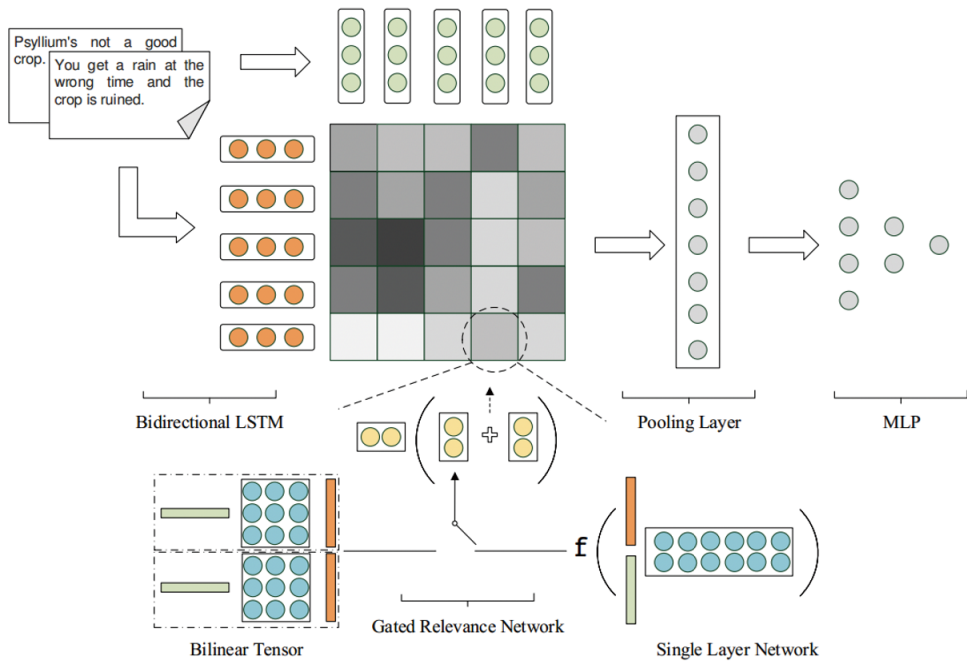 Psyllium's not a good
crop.
You get a rain at the
wrong time and the
crop is ruined.
Bidirectional LSTM
Pooling Layer
MLP
f
Gated Relevance Network
Bilinear Tensor
Single Layer Network